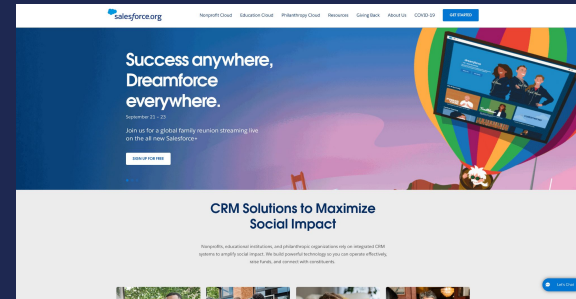 salesforce.org
Nonprofit Cloud Education Cloud Philanthropy Cloud Resources Giving Back About Us COVID-19 GET STARTED
Success anywhere,
Dreamforce
everywhere.
September 21 – 23
Join us for a global family reunion streaming live
on the all new Salesforce+
SIGN UP FOR FREE
CRM Solutions to Maximize
Social Impact
Nonprofits, educational institutions, and philanthropic organizations rely on integrated CRM
systems to amplify social impact. We build powerful technology so you can operate effectively,
raise funds, and connect with constituents.
Let's Chat